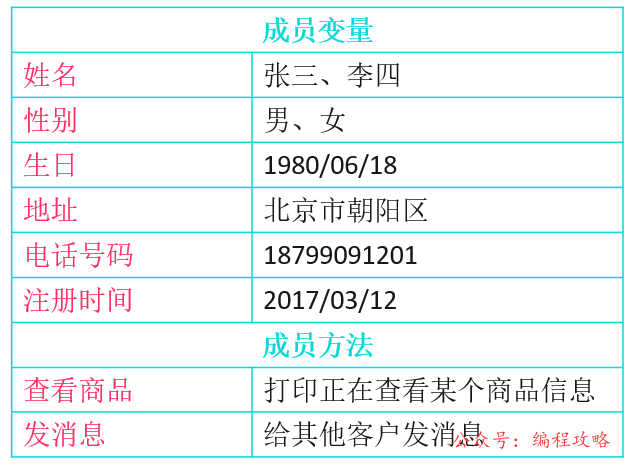 成员变量
姓名 张三、李四
性别 男、女
生日 1980/06/18
地址 北京市朝阳区
电话号码 18799091201
注册时间 2017/03/12
成员方法
查看商品 打印正在查看某个商品信息
发消息 给其他客户发消息
公众号：编程攻略